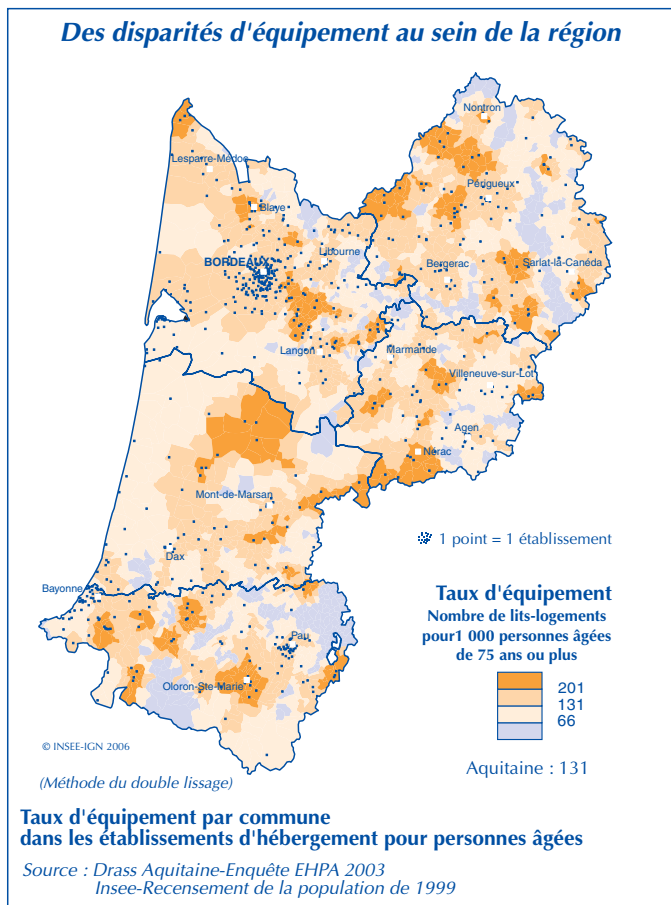 Des disparités d'équipement au sein de la région
Nontron
Lesparre-Médoc
Périgueux
Blaye
Libourne
BORDEAUX
Bergerac
Sarlat-la-Canéda
Langon
Marmande
Villeneuve-sur-Lot
Agen
Nérac
Mont-de-Marsan
1 point = 1 établissement
Dax
Bayonne
Taux d'équipement
Nombre de lits-logements
pour1 000 personnes âgées
de 75 ans ou plus
Pau
Oloron-Ste-Marie
201
131
66
© INSEE-IGN 2006
Aquitaine : 131
(Méthode du double lissage)
Taux d'équipement par commune
dans les établissements d'hébergement pour personnes âgées
Source : Drass Aquitaine-Enquête EHPA 2003
Insee-Recensement de la population de 1999